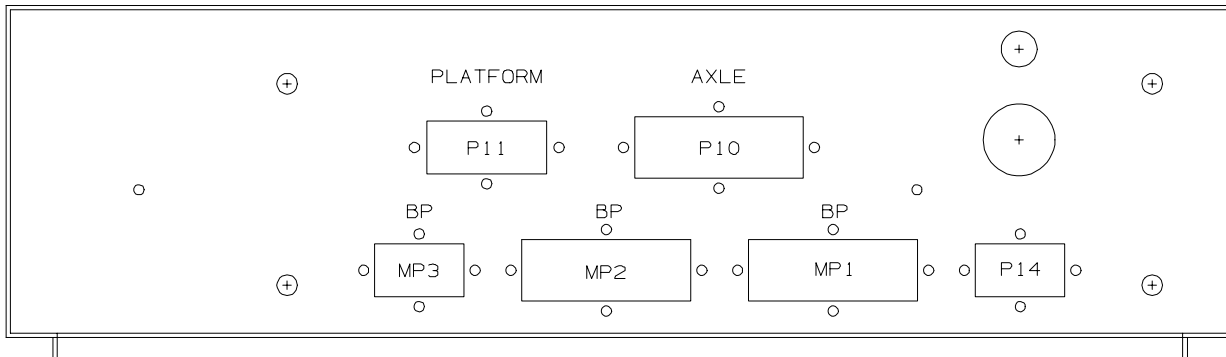 PLATFORM AXLE
P11 P10
BP BP BP
MP3 MP2 MP1 P14